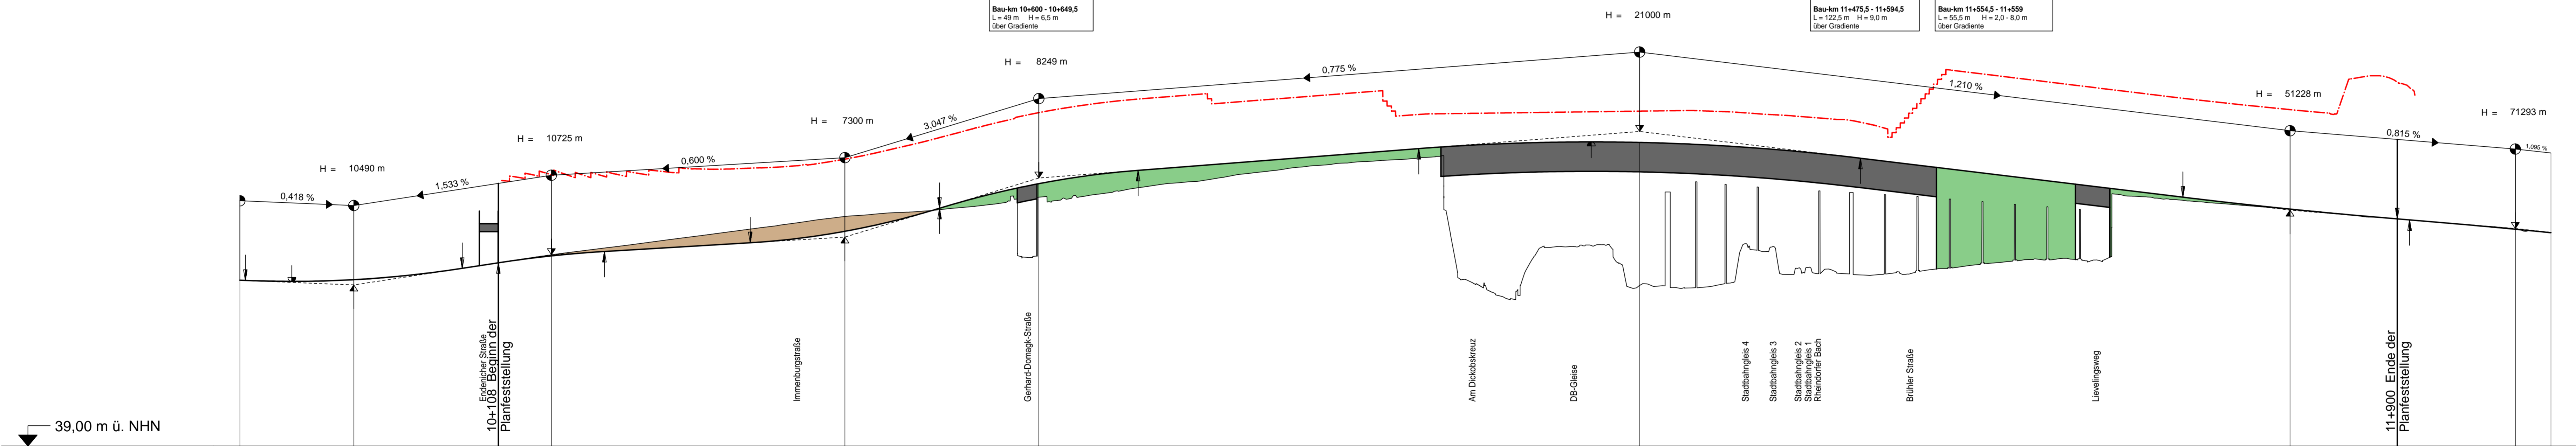 Bau-km 10+600 - 10+649,5
L = 49 m H = 6,5 m
über Gradiente
Bau-km 11+475,5 - 11+594,5
L = 122,5 m H = 9,0 m
über Gradiente
Bau-km 11+554,5 - 11+559
L = 55,5 m H = 2,0 - 8,0 m
über Gradiente
H = 21000 m
H = 8249 m
0,775 %
1,210 %
H = 51228 m
H = 71293 m
H = 7300 m
3,047 %
H = 10725 m
0,815 %
1,095 %
0,600 %
H = 10490 m
1,533 %
0,418 %
Endenicher Straße
10+108 Beginn der
Planfeststellung
Immenburgstraße
Gerhard-Domagk-Straße
Am Dickobskreuz
DB-Gleise
Stadtbahngleis 4
Stadtbahngleis 3
Stadtbahngleis 2
Stadtbahngleis 1
Rheindorfer Bach
Brühler Straße
Lievelingsweg
11+900 Ende der
Planfeststellung
39,00 m ü. NHN